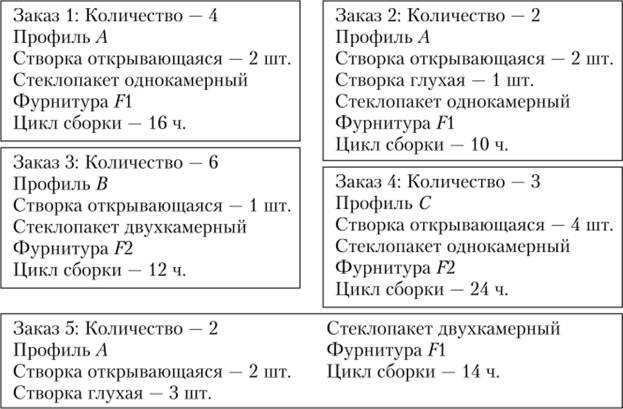 Заказ 1: Количество — 4
Профиль A
Створка открывающаяся — 2 шт.
Стеклопакет однокамерный
Фурнитура F1
Цикл сборки — 16 ч.
Заказ 2: Количество — 2
Профиль A
Створка открывающаяся — 2 шт.
Створка глухая — 1 шт.
Стеклопакет однокамерный
Фурнитура F1
Цикл сборки — 10 ч.
Заказ 3: Количество — 6
Профиль B
Створка открывающаяся — 1 шт.
Стеклопакет двухкамерный
Фурнитура F2
Цикл сборки — 12 ч.
Заказ 4: Количество — 3
Профиль C
Створка открывающаяся — 4 шт.
Стеклопакет однокамерный
Фурнитура F2
Цикл сборки — 24 ч.
Заказ 5: Количество — 2
Профиль A
Створка открывающаяся — 2 шт.
Створка глухая — 3 шт.
Стеклопакет двухкамерный
Фурнитура F1
Цикл сборки — 14 ч.